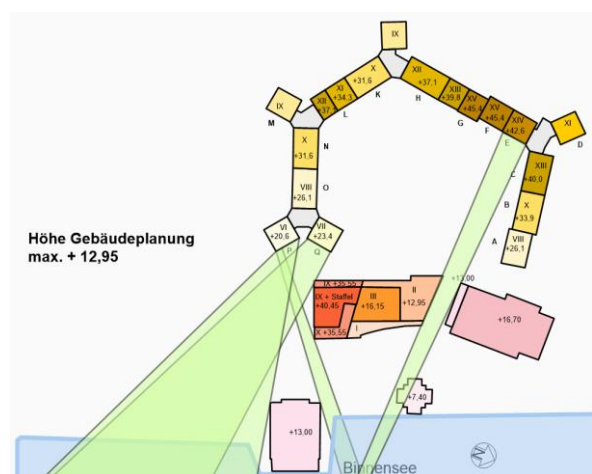 IX
X
+31,6
K
XII
+37,1
H
XI
+34,3
L
XII
+37,
IX
M
XIII
+39,8
G
XV
+45,4
F
XV
+45,4
XIV
+42,6
E
XI
D
X
+31,6
N
XIII
+40,0
C
VIII
+26,1
O
X
+33,9
B
VI
+20,6
P
VII
+23,4
Q
VIII
+26,1
A
Höhe Gebäudeplanung
max. + 12,95
IX +35,55
II
+12,95
+13,00
IX + Staffel
+40,45
III
+16,15
X +35,55
I
+16,70
+7,40
+13,00
Binnensee